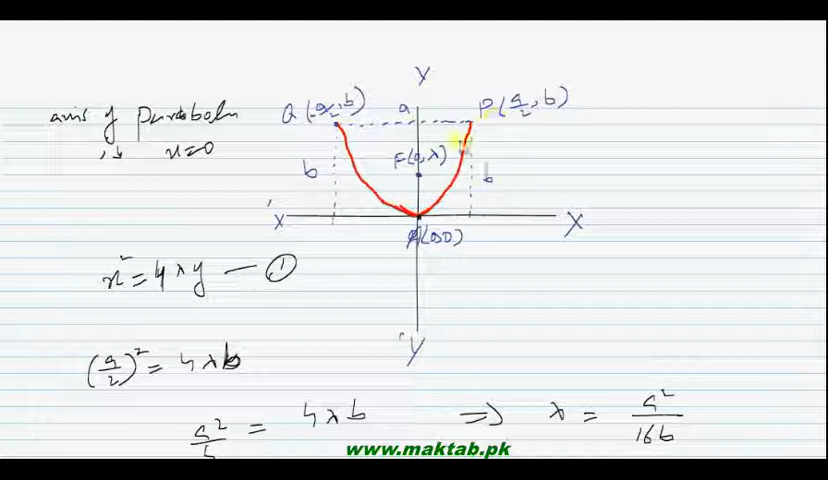 Y
axis of Parabola
Q(-a/2, b)
a
P(a/2, b)
is x=0
b
F(0, λ)
b
X
X
A(0,0)
x² = 4λy — ①
Y
(a/2)² = 4λb
a²/4 = 4λb ⇒ λ = a²/16b
www.maktab.pk